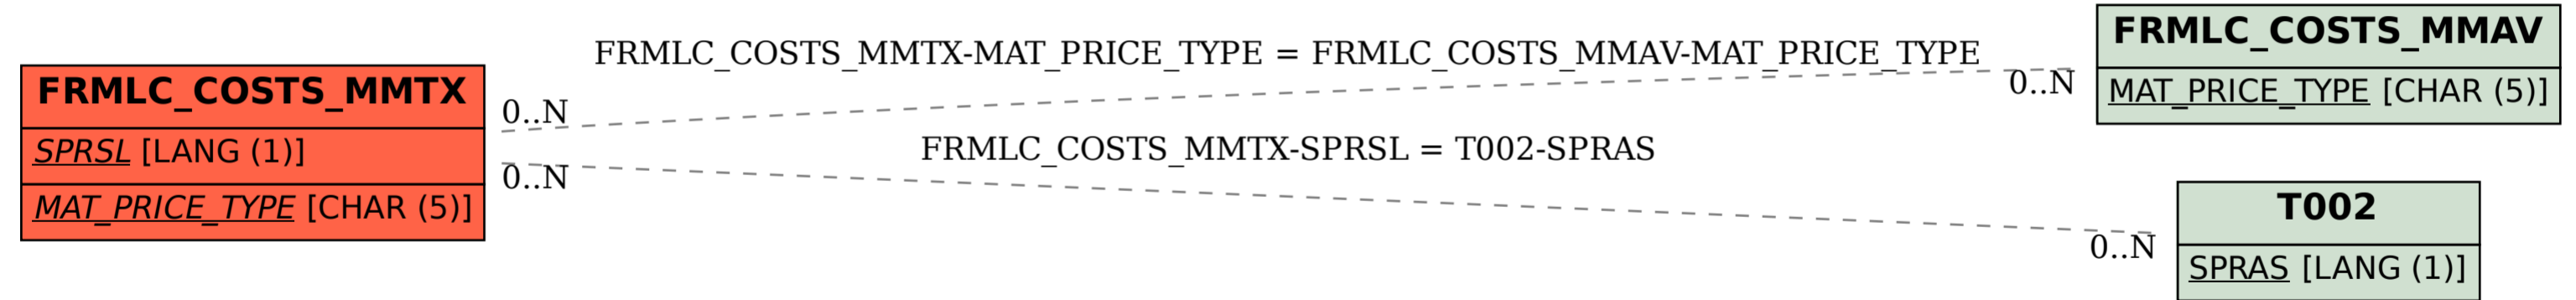 FRMLC_COSTS_MMTX
SPRSL [LANG (1)]
MAT_PRICE_TYPE [CHAR (5)]
FRMLC_COSTS_MMTX-MAT_PRICE_TYPE = FRMLC_COSTS_MMAV-MAT_PRICE_TYPE
0..N
0..N
FRMLC_COSTS_MMTX-SPRSL = T002-SPRAS
0..N
0..N
FRMLC_COSTS_MMAV
MAT_PRICE_TYPE [CHAR (5)]
T002
SPRAS [LANG (1)]